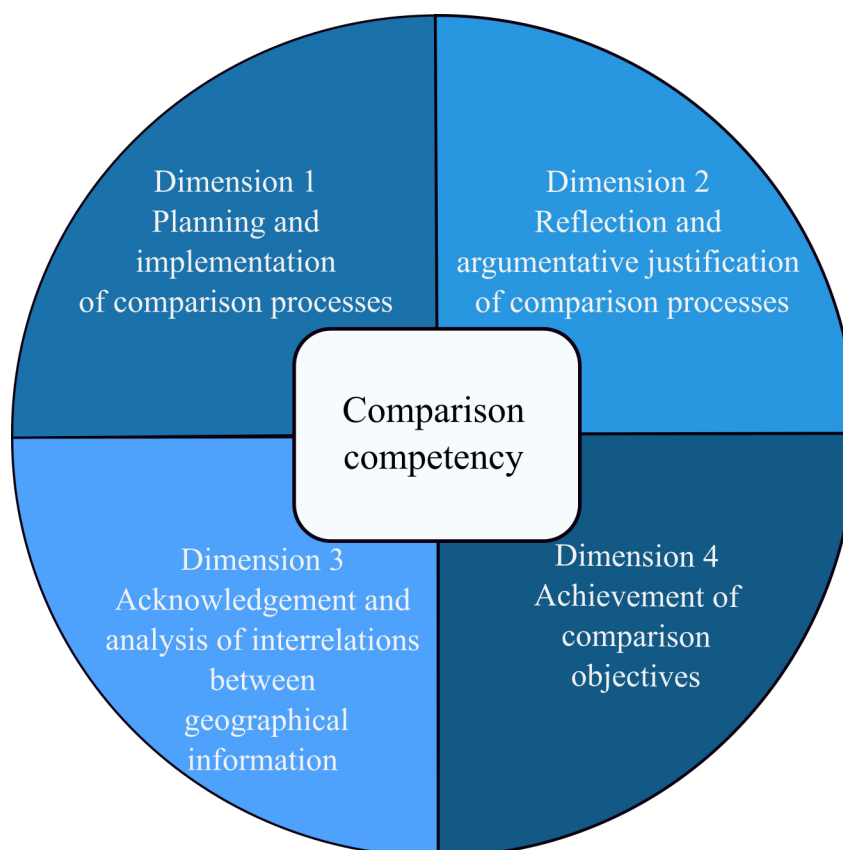 Dimension 1
Planning and
implementation
of comparison processes
Dimension 2
Reflection and
argumentative justification
of comparison processes
Comparison
competency
Dimension 3
Acknowledgement and
analysis of interrelations
between
geographical
information
Dimension 4
Achievement of
comparison
objectives